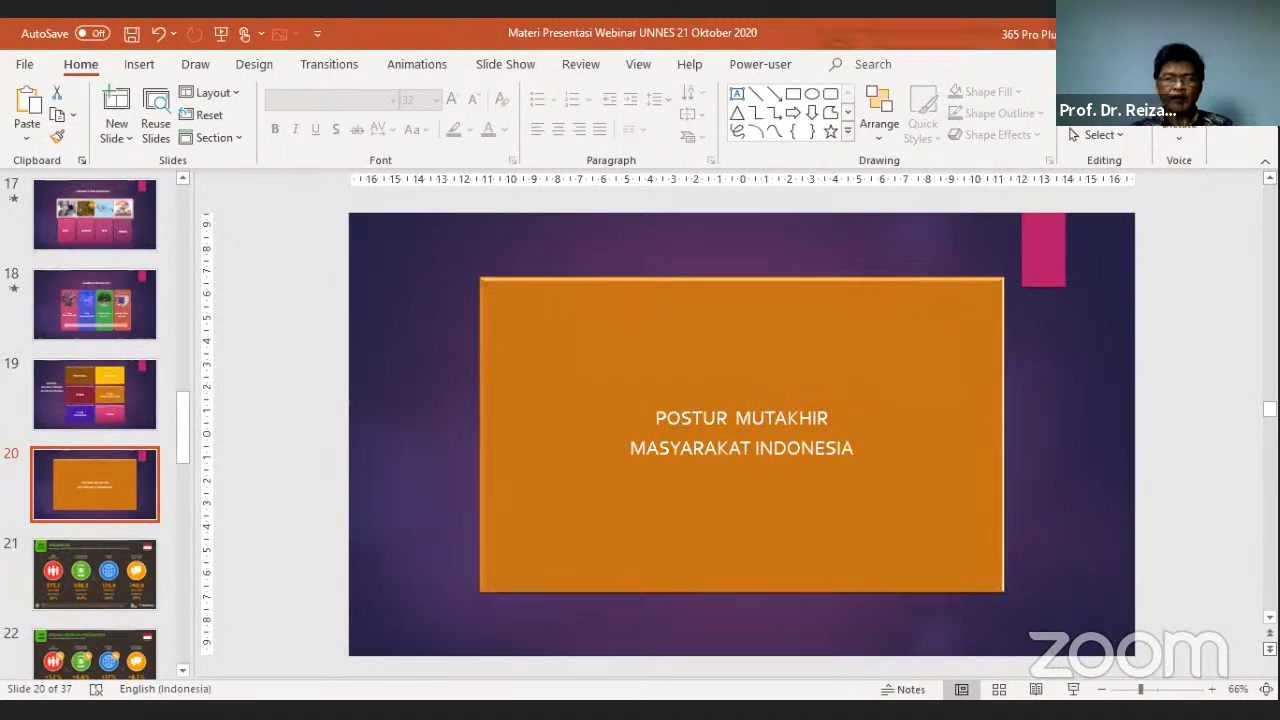 AutoSave Off
Materi Presentasi Webinar UNNES 21 Oktober 2020
365 Pro Plu
File Home Insert Draw Design Transitions Animations Slide Show Review View Help Power-user Search
Prof. Dr. Reiza...
Paste
New Slide
Reuse Slides
Layout
Reset
Section
32
Arrange
Quick Styles
Shape Fill
Shape Outline
Shape Effects
Select
Clipboard Slides Font Paragraph Drawing Editing Voice
17
18
19
20
21
22
POSTUR MUTAKHIR
MASYARAKAT INDONESIA
zoom
Slide 20 of 37 English (Indonesia) Notes 66%